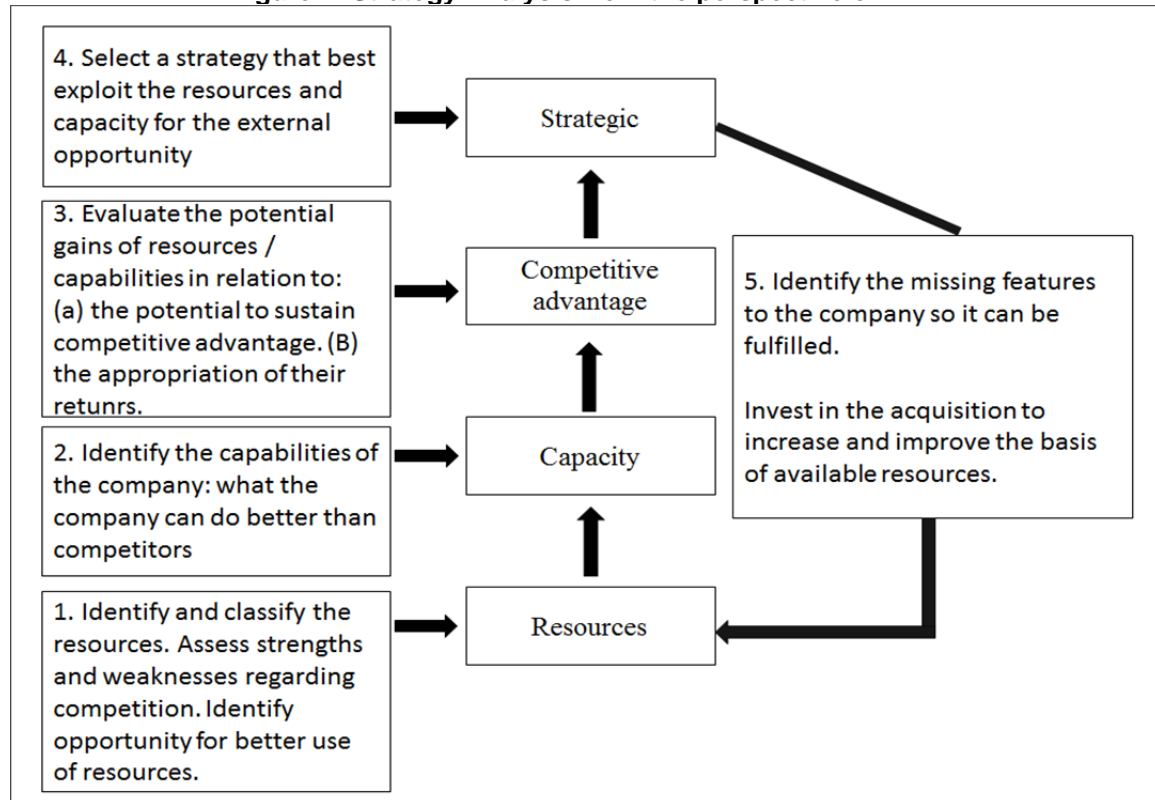 4. Select a strategy that best
exploit the resources and
capacity for the external
opportunity
Strategic
3. Evaluate the potential
gains of resources /
capabilities in relation to:
(a) the potential to sustain
competitive advantage. (B)
the appropriation of their
retunrs.
Competitive
advantage
5. Identify the missing features
to the company so it can be
fulfilled.
Invest in the acquisition to
increase and improve the basis
of available resources.
2. Identify the capabilities of
the company: what the
company can do better than
competitors
Capacity
1. Identify and classify the
resources. Assess strengths
and weaknesses regarding
competition. Identify
opportunity for better use
of resources.
Resources